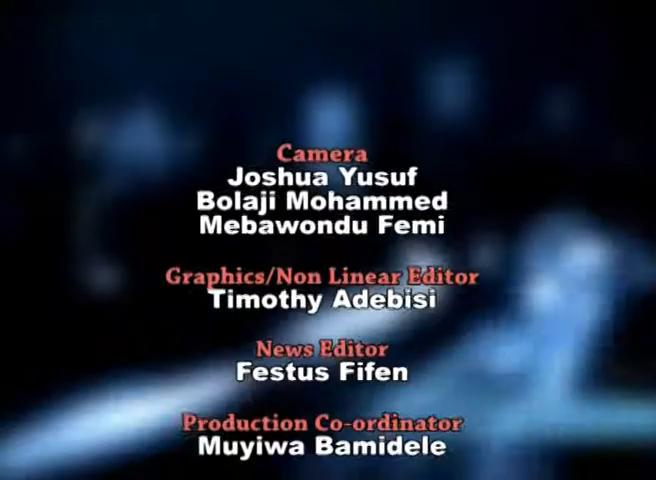 Camera
Joshua Yusuf
Bolaji Mohammed
Mebawondu Femi
Graphics/Non Linear Editor
Timothy Adebisi
News Editor
Festus Fifen
Production Co-ordinator
Muyiwa Bamidele